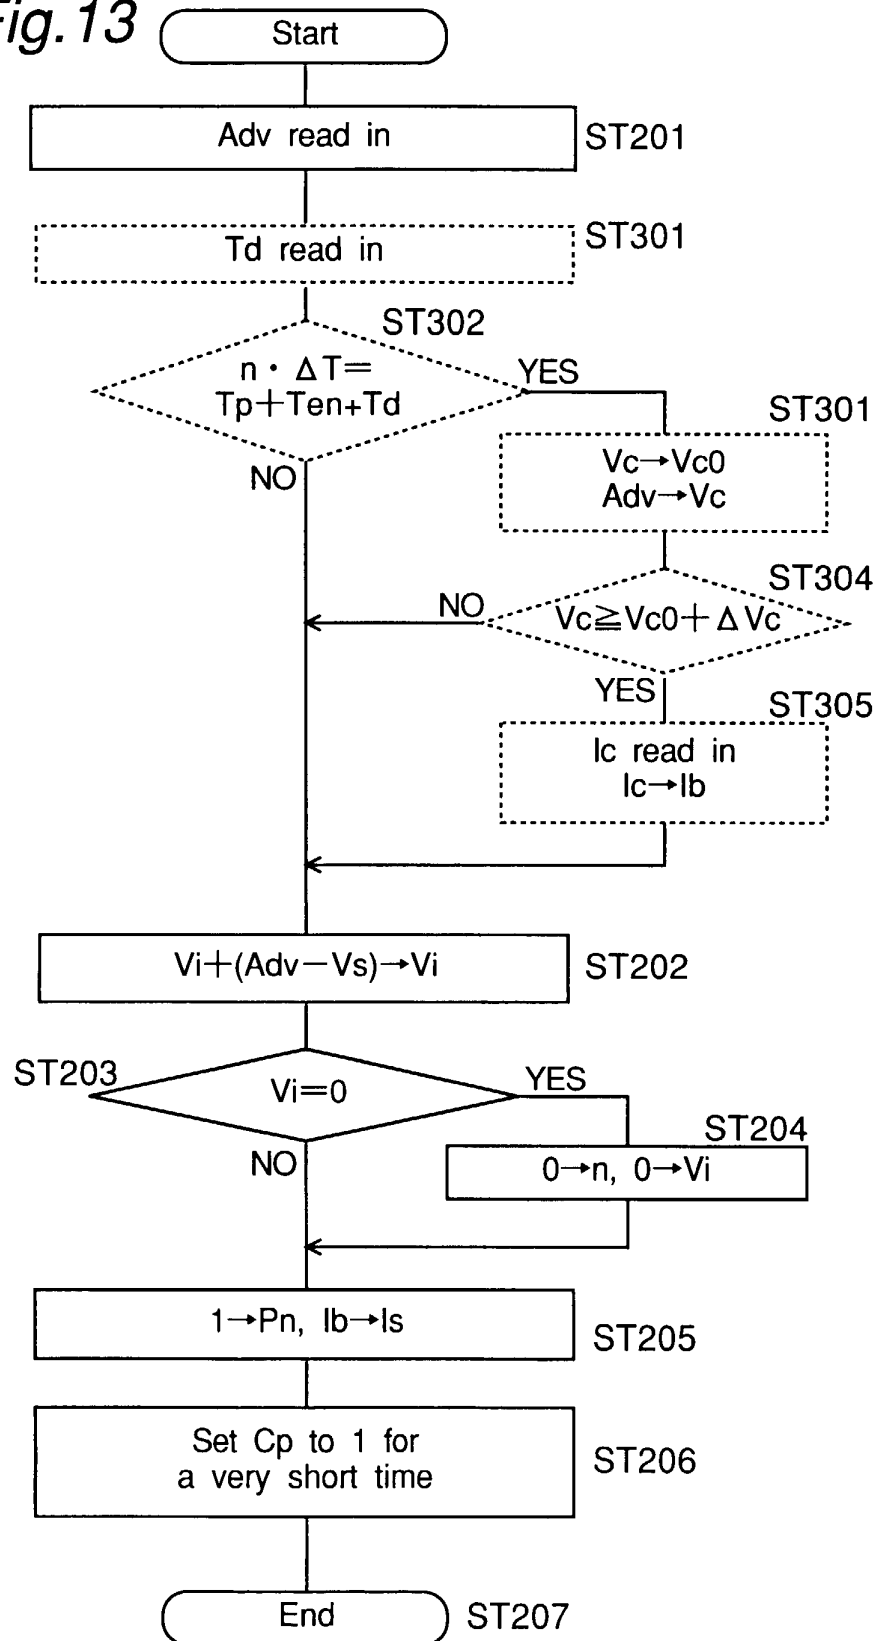 Fig.13
Start
Adv read in
ST201
Td read in
ST301
ST302
n・ΔT=
Tp+Ten+Td
YES
NO
ST301
Vc→Vc0
Adv→Vc
ST304
Vc≧Vc0+ΔVc
NO
YES
ST305
Ic read in
Ic→Ib
Vi+(Adv−Vs)→Vi
ST202
ST203
Vi=0
YES
NO
ST204
0→n, 0→Vi
1→Pn, Ib→Is
ST205
Set Cp to 1 for
a very short time
ST206
End
ST207